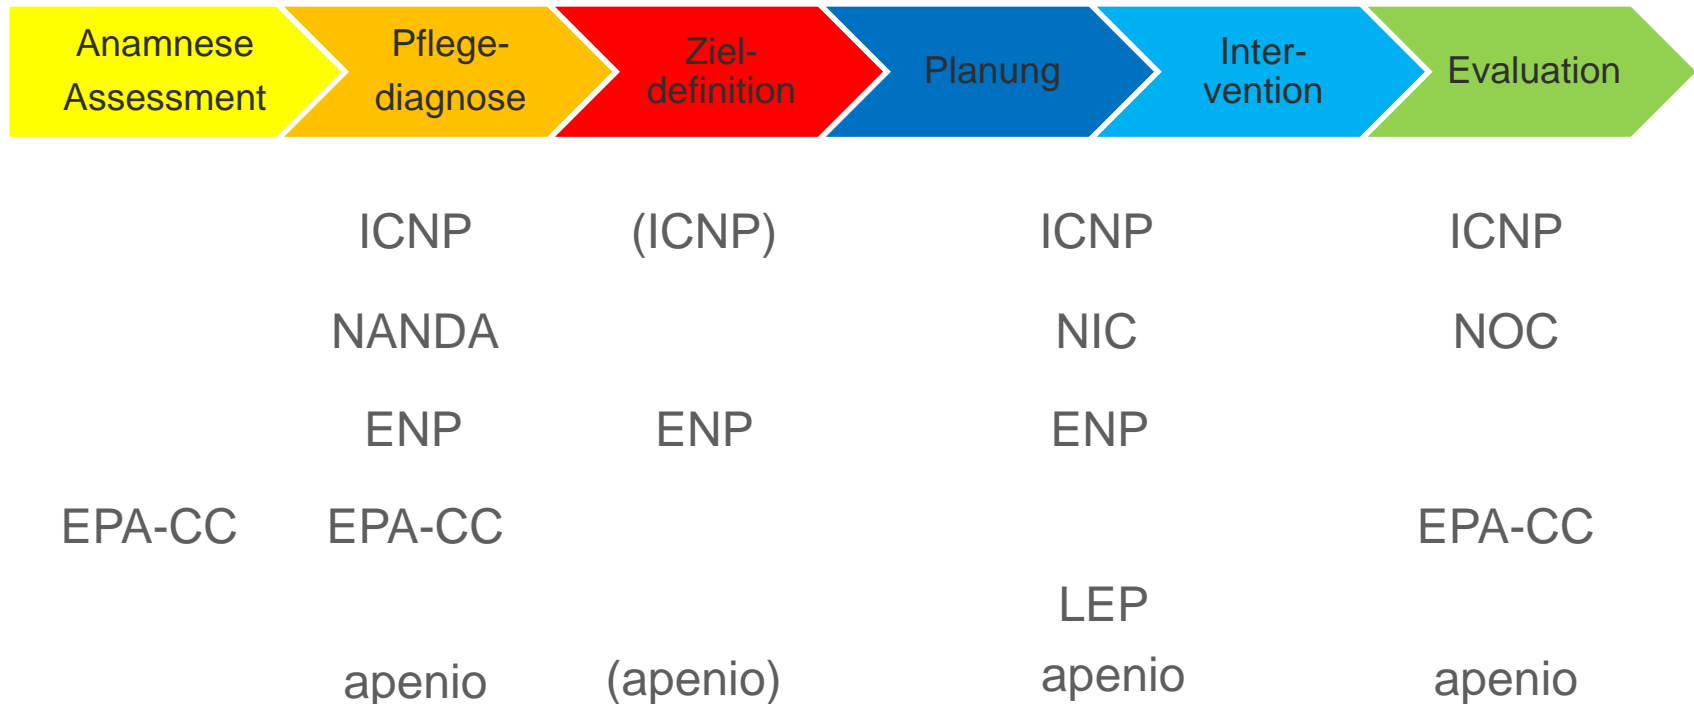 Anamnese
Assessment
Pflege-
diagnose
Ziel-
definition
Planung
Inter-
vention
Evaluation
ICNP (ICNP) ICNP ICNP
NANDA NIC NOC
ENP ENP ENP
EPA-CC EPA-CC EPA-CC
LEP
apenio (apenio) apenio apenio